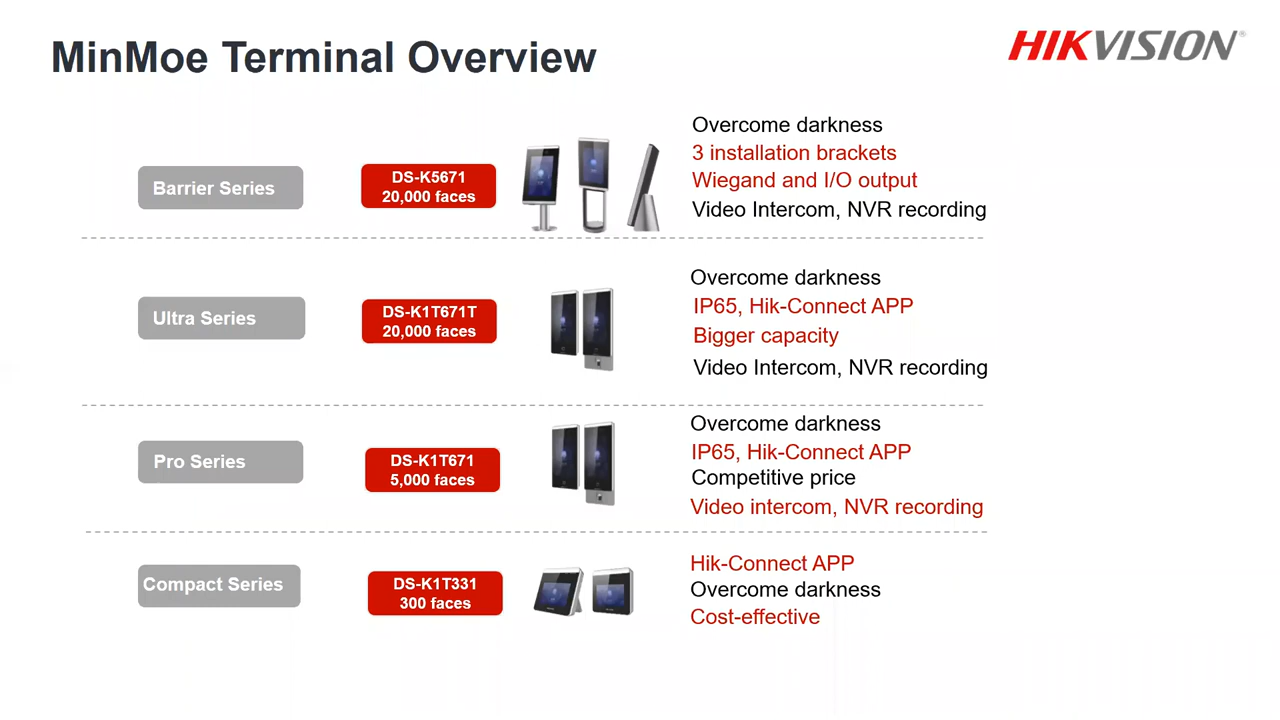 MinMoe Terminal Overview
HIKVISION®
Barrier Series
DS-K5671
20,000 faces
Overcome darkness
3 installation brackets
Wiegand and I/O output
Video Intercom, NVR recording
Ultra Series
DS-K1T671T
20,000 faces
Overcome darkness
IP65, Hik-Connect APP
Bigger capacity
Video Intercom, NVR recording
Pro Series
DS-K1T671
5,000 faces
Overcome darkness
IP65, Hik-Connect APP
Competitive price
Video intercom, NVR recording
Compact Series
DS-K1T331
300 faces
Hik-Connect APP
Overcome darkness
Cost-effective